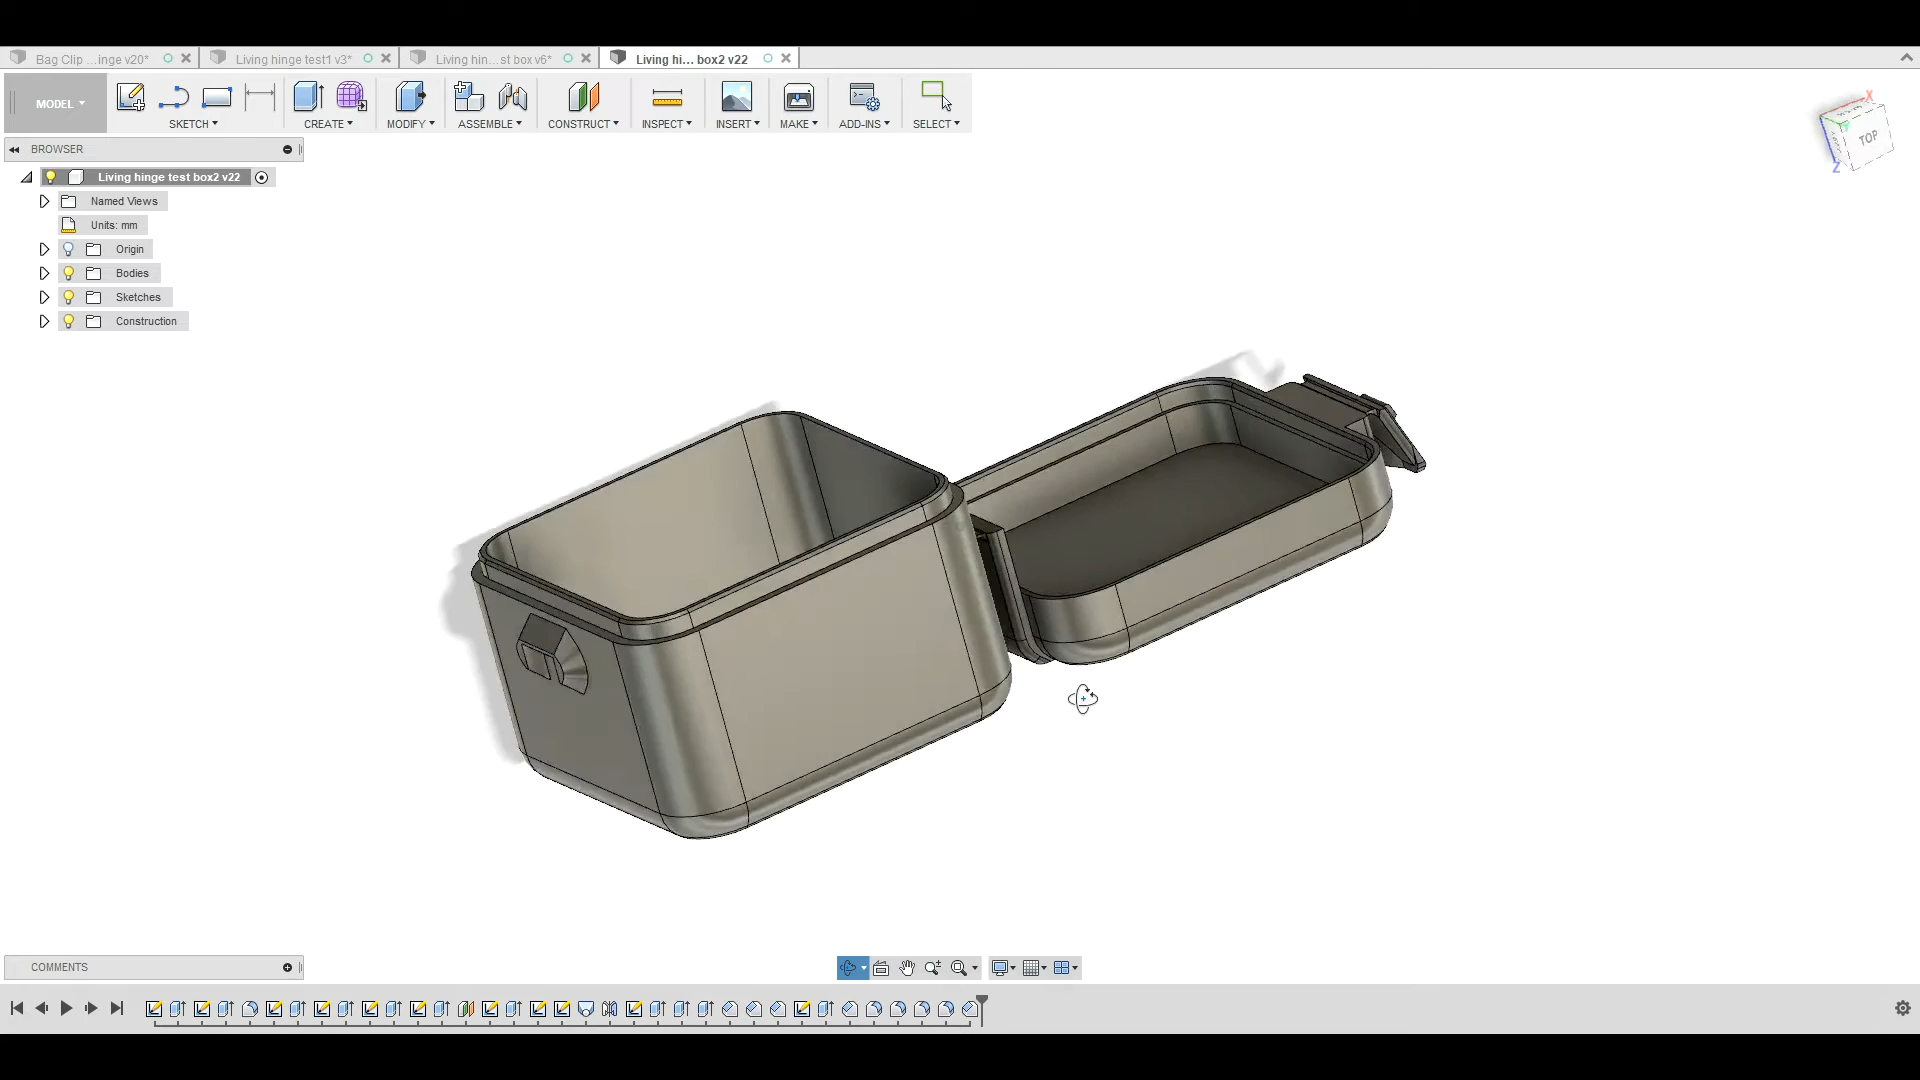 Bag Clip ...inge v20*
Living hinge test1 v3*
Living hin...st box v6*
Living hi... box2 v22
MODEL
SKETCH
CREATE
MODIFY
ASSEMBLE
CONSTRUCT
INSPECT
INSERT
MAKE
ADD-INS
SELECT
BROWSER
Living hinge test box2 v22
Named Views
Units: mm
Origin
Bodies
Sketches
Construction
X
TOP
Z
COMMENTS